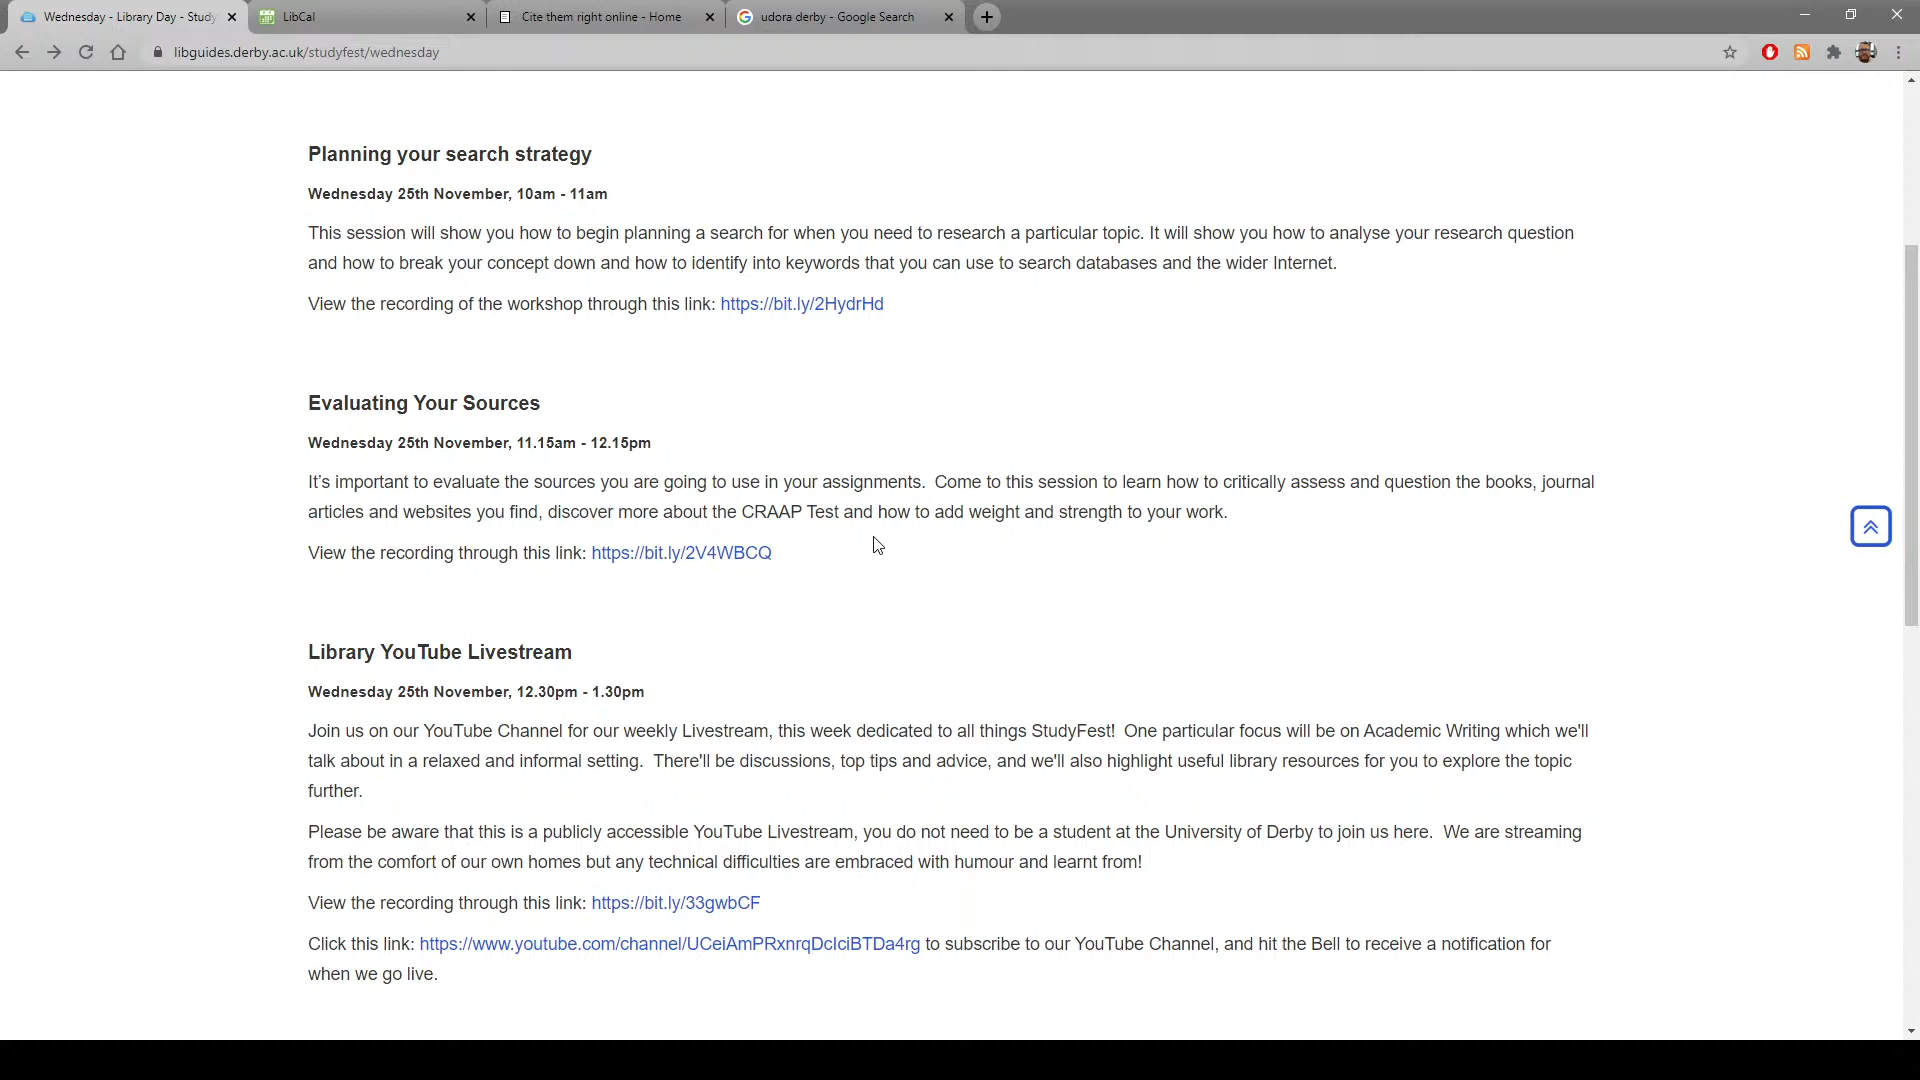 Wednesday - Library Day - Study
LibCal
Cite them right online - Home
udora derby - Google Search
libguides.derby.ac.uk/studyfest/wednesday
Planning your search strategy
Wednesday 25th November, 10am - 11am
This session will show you how to begin planning a search for when you need to research a particular topic. It will show you how to analyse your research question
and how to break your concept down and how to identify into keywords that you can use to search databases and the wider Internet.
View the recording of the workshop through this link: https://bit.ly/2HydrHd
Evaluating Your Sources
Wednesday 25th November, 11.15am - 12.15pm
It's important to evaluate the sources you are going to use in your assignments.  Come to this session to learn how to critically assess and question the books, journal
articles and websites you find, discover more about the CRAAP Test and how to add weight and strength to your work.
View the recording through this link: https://bit.ly/2V4WBCQ
Library YouTube Livestream
Wednesday 25th November, 12.30pm - 1.30pm
Join us on our YouTube Channel for our weekly Livestream, this week dedicated to all things StudyFest!  One particular focus will be on Academic Writing which we'll
talk about in a relaxed and informal setting.  There'll be discussions, top tips and advice, and we'll also highlight useful library resources for you to explore the topic
further.
Please be aware that this is a publicly accessible YouTube Livestream, you do not need to be a student at the University of Derby to join us here.  We are streaming
from the comfort of our own homes but any technical difficulties are embraced with humour and learnt from!
View the recording through this link: https://bit.ly/33gwbCF
Click this link: https://www.youtube.com/channel/UCeiAmPRxnrqDcIciBTDa4rg to subscribe to our YouTube Channel, and hit the Bell to receive a notification for
when we go live.